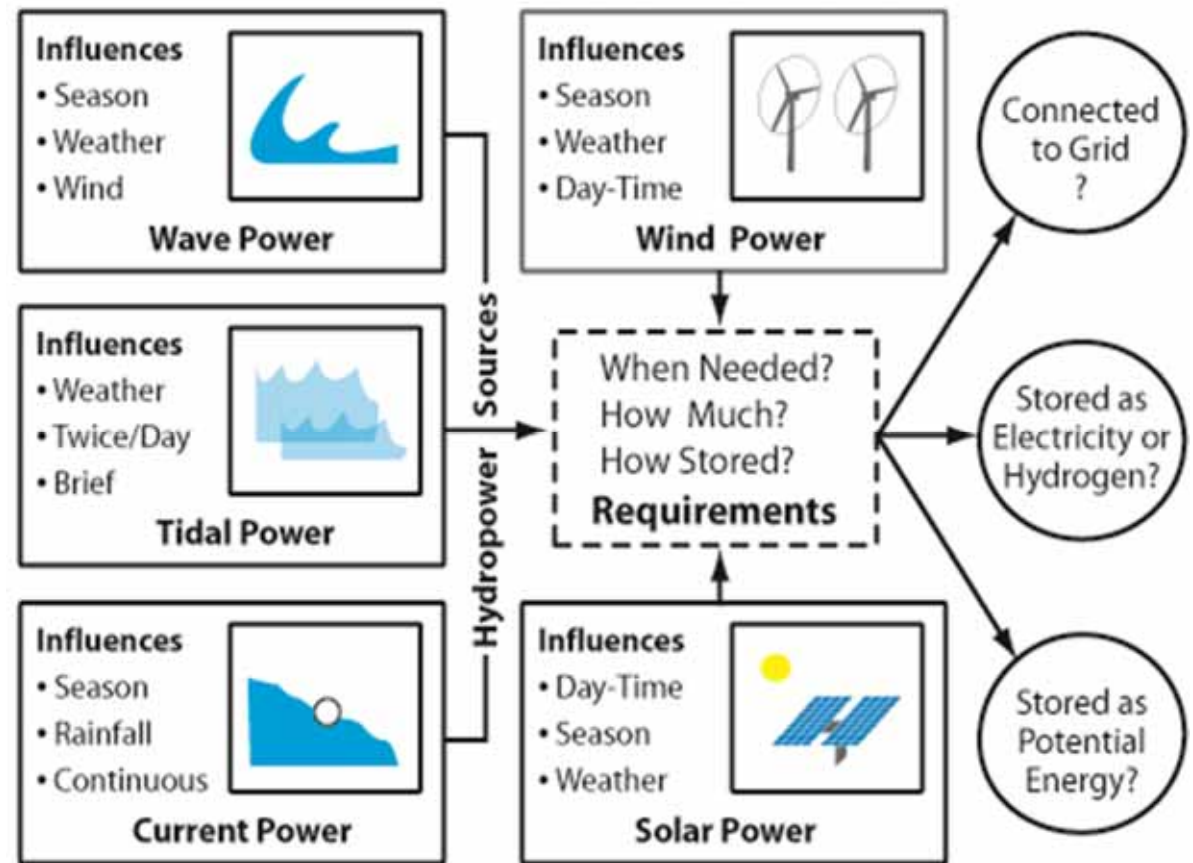 Influences
• Season
• Weather
• Wind
Wave Power
Influences
• Season
• Weather
• Day-Time
Wind Power
Connected
to Grid
?
Influences
• Weather
• Twice/Day
• Brief
Tidal Power
Hydropower Sources
When Needed?
How Much?
How Stored?
Requirements
Stored as
Electricity or
Hydrogen?
Influences
• Season
• Rainfall
• Continuous
Current Power
Influences
• Day-Time
• Season
• Weather
Solar Power
Stored as
Potential
Energy?